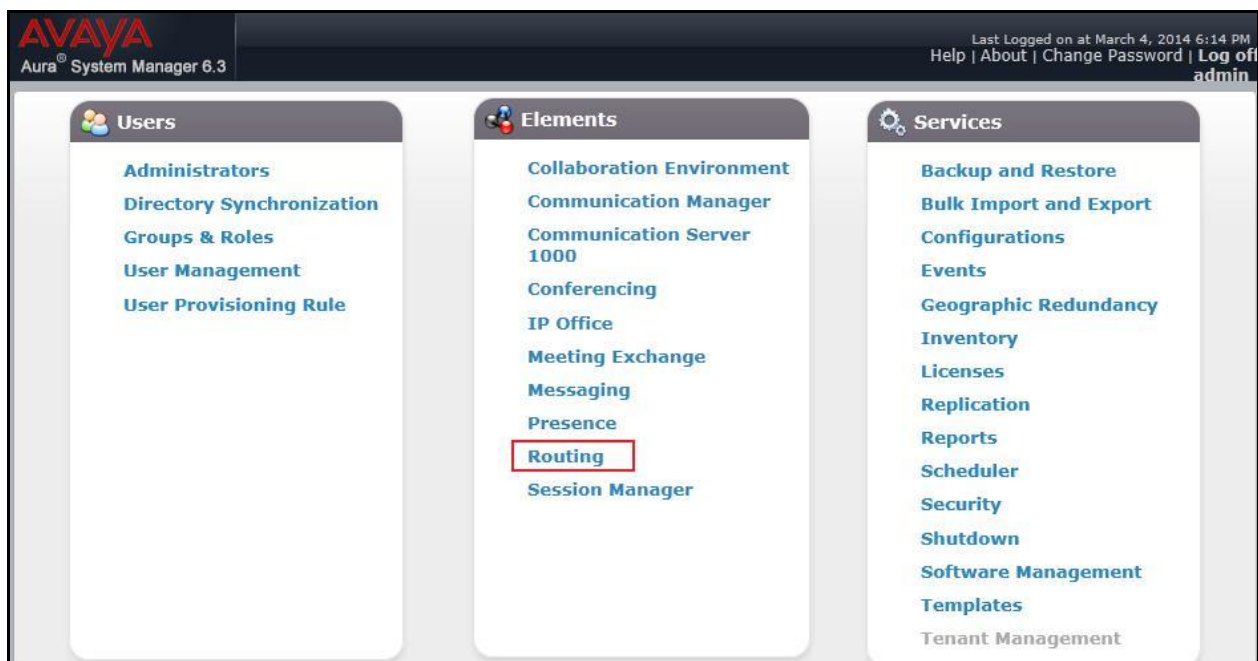 AVAYA
Aura® System Manager 6.3
Last Logged on at March 4, 2014 6:14 PM
Help | About | Change Password | Log off
admin
Users
Administrators
Directory Synchronization
Groups & Roles
User Management
User Provisioning Rule
Elements
Collaboration Environment
Communication Manager
Communication Server
1000
Conferencing
IP Office
Meeting Exchange
Messaging
Presence
Routing
Session Manager
Services
Backup and Restore
Bulk Import and Export
Configurations
Events
Geographic Redundancy
Inventory
Licenses
Replication
Reports
Scheduler
Security
Shutdown
Software Management
Templates
Tenant Management